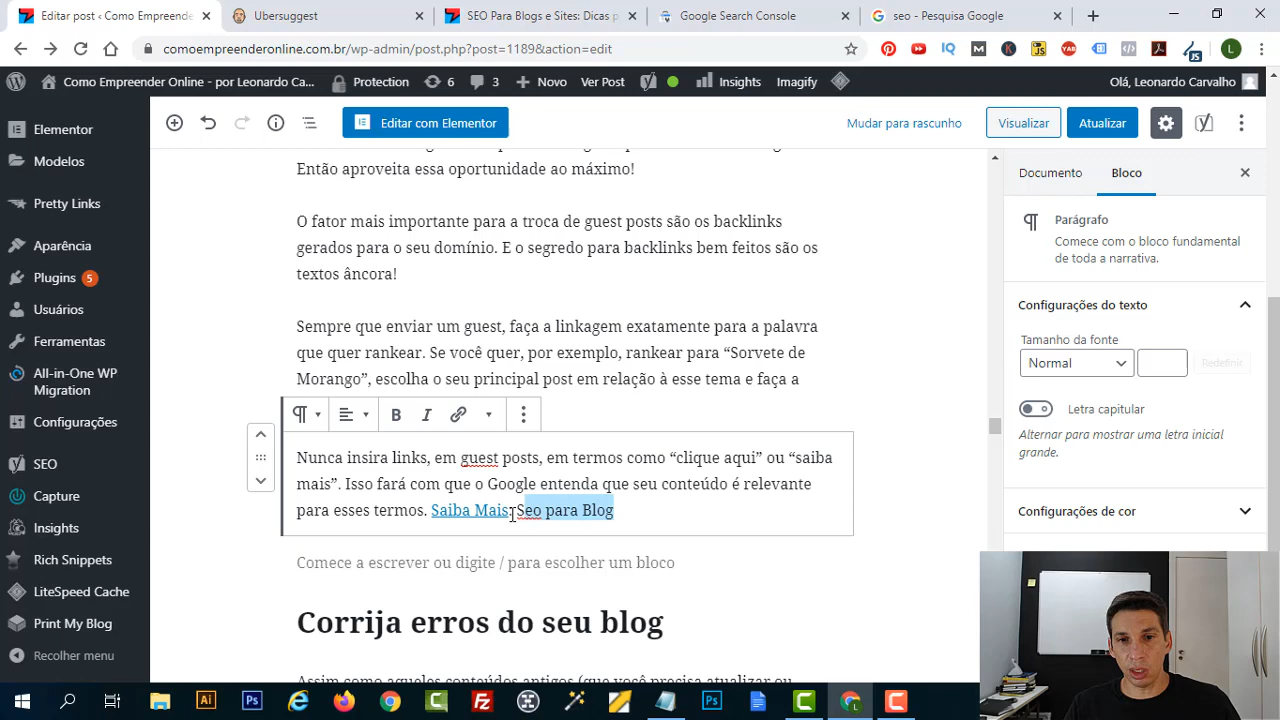 Edit post ‹ Como Empreende
Ubersuggest
SEO Para Blogs e Sites: Dicas p
Google Search Console
seo - Pesquisa Google
comoempreenderonline.com.br/wp-admin/post.php?post=1189&action=edit
Como Empreender Online - por Leonardo Ca...
Protection
6
3
Novo
Ver Post
Insights
Imagify
Olá, Leonardo Carvalho
Elementor
Modelos
Pretty Links
Aparência
Plugins 5
Usuários
Ferramentas
All-in-One WP
Migration
Configurações
SEO
Capture
Insights
Rich Snippets
LiteSpeed Cache
Print My Blog
Recolher menu
Editar com Elementor
Mudar para rascunho
Visualizar
Atualizar
Então aproveita essa oportunidade ao máximo!
O fator mais importante para a troca de guest posts são os backlinks
gerados para o seu domínio. E o segredo para backlinks bem feitos são os
textos âncora!
Sempre que enviar um guest, faça a linkagem exatamente para a palavra
que quer rankear. Se você quer, por exemplo, rankear para “Sorvete de
Morango”, escolha o seu principal post em relação à esse tema e faça a
B I
Nunca insira links, em guest posts, em termos como “clique aqui” ou “saiba
mais”. Isso fará com que o Google entenda que seu conteúdo é relevante
para esses termos. Saiba Mais Seo para Blog
Comece a escrever ou digite / para escolher um bloco
Corrija erros do seu blog
Assim como aqueles conteúdos antigos (que você precisa atualizar ou
Documento
Bloco
Parágrafo
Comece com o bloco fundamental
de toda a narrativa.
Configurações do texto
Tamanho da fonte
Normal
Redefinir
Letra capitular
Alternar para mostrar uma letra inicial
grande.
Configurações de cor